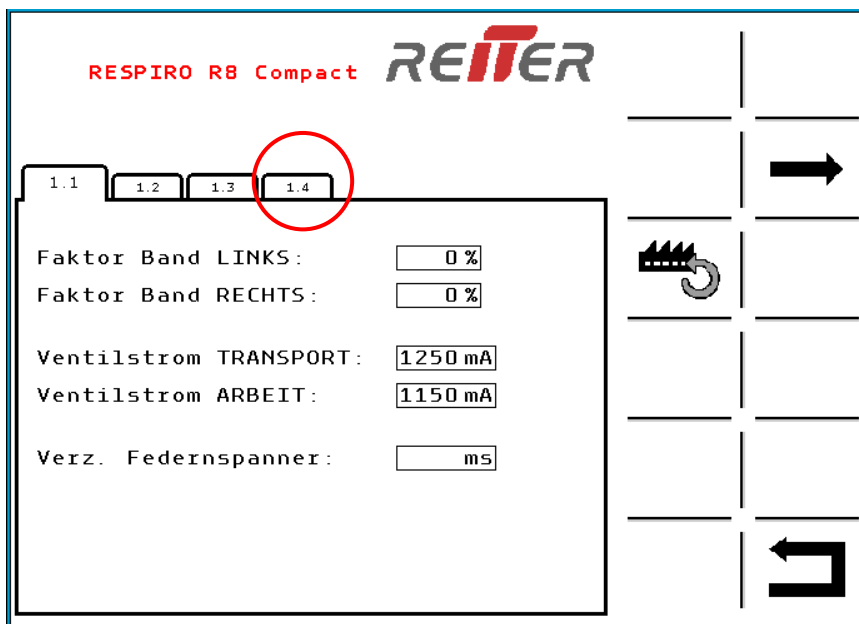 RESPIRO R8 Compact REITER
1.1 1.2 1.3 1.4
Faktor Band LINKS: 0 %
Faktor Band RECHTS: 0 %
Ventilstrom TRANSPORT: 1250 mA
Ventilstrom ARBEIT: 1150 mA
Verz. Federnspanner: ms